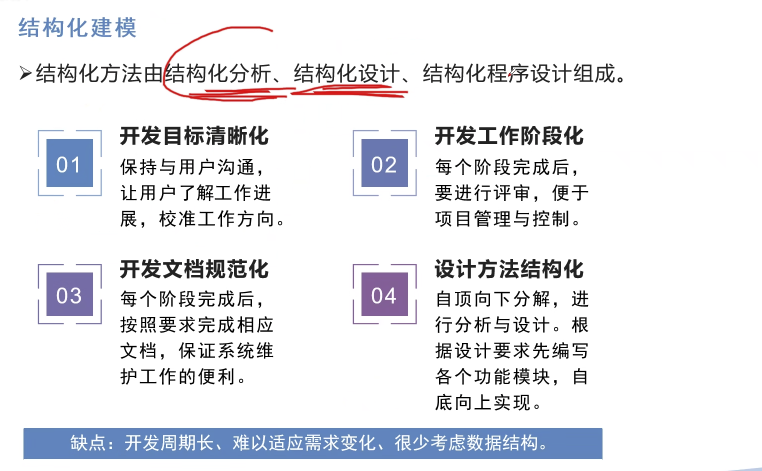 结构化建模
➢结构化方法由结构化分析、结构化设计、结构化程序设计组成。
01
开发目标清晰化
保持与用户沟通，
让用户了解工作进
展，校准工作方向。
02
开发工作阶段化
每个阶段完成后，
要进行评审，便于
项目管理与控制。
03
开发文档规范化
每个阶段完成后，
按照要求完成相应
文档，保证系统维
护工作的便利。
04
设计方法结构化
自顶向下分解，进
行分析与设计。根
据设计要求先编写
各个功能模块，自
底向上实现。
缺点：开发周期长、难以适应需求变化、很少考虑数据结构。